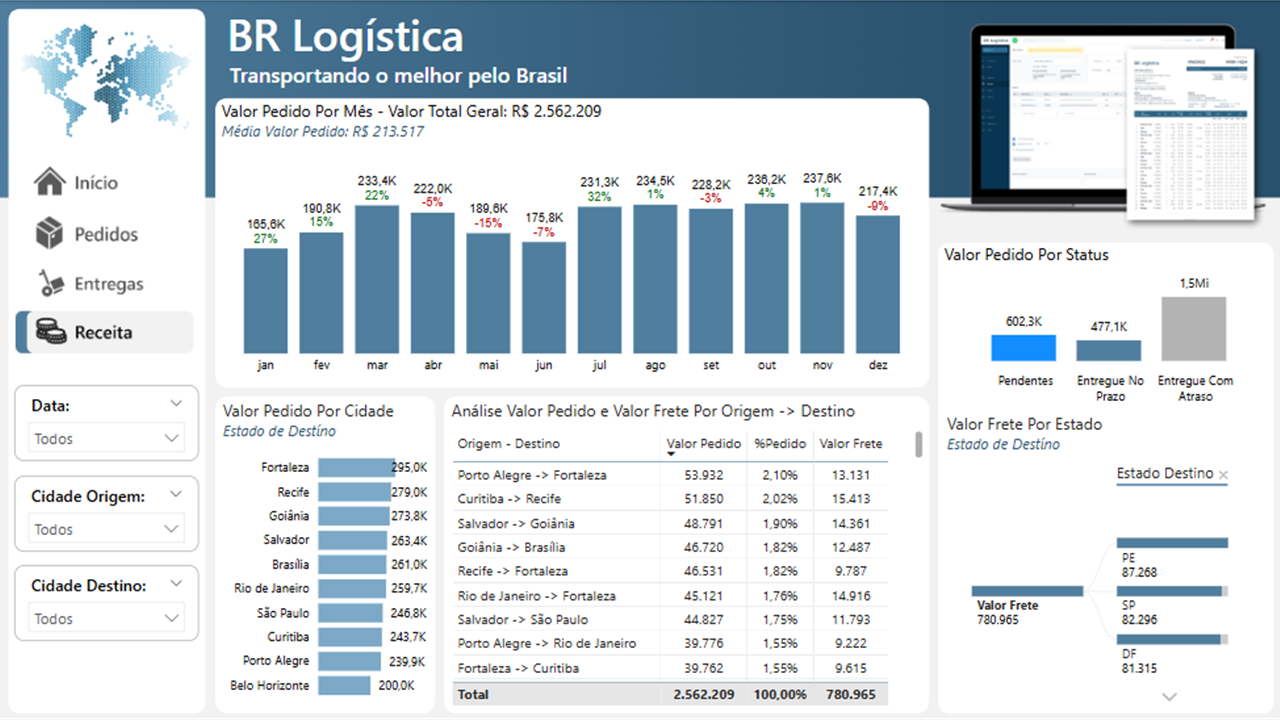 BR Logística
Transportando o melhor pelo Brasil
Início
Pedidos
Entregas
Receita
Data:
Todos
Cidade Origem:
Todos
Cidade Destino:
Todos
Valor Pedido Por Mês - Valor Total Geral: R$ 2.562.209
Média Valor Pedido: R$ 213.517
165,6K 190,8K 233,4K 222,0K 189,6K 175,8K 231,3K 234,5K 228,2K 236,2K 237,6K 217,4K
27% 15% 22% -5% -15% -7% 32% 1% -3% 4% 1% -9%
jan fev mar abr mai jun jul ago set out nov dez
Valor Pedido Por Cidade
Estado de Destíno
Fortaleza 295,0K
Recife 279,0K
Goiânia 273,8K
Salvador 263,4K
Brasília 261,0K
Rio de Janeiro 259,7K
São Paulo 246,8K
Curitiba 243,7K
Porto Alegre 239,9K
Belo Horizonte 200,0K
Análise Valor Pedido e Valor Frete Por Origem -> Destino
Origem - Destino Valor Pedido %Pedido Valor Frete
Porto Alegre -> Fortaleza 53.932 2,10% 13.131
Curitiba -> Recife 51.850 2,02% 15.413
Salvador -> Goiânia 48.791 1,90% 14.361
Goiânia -> Brasília 46.720 1,82% 12.487
Recife -> Fortaleza 46.531 1,82% 9.787
Rio de Janeiro -> Fortaleza 45.121 1,76% 14.916
Salvador -> São Paulo 44.827 1,75% 11.793
Porto Alegre -> Rio de Janeiro 39.776 1,55% 9.222
Fortaleza -> Curitiba 39.762 1,55% 9.615
Total 2.562.209 100,00% 780.965
BR Logística
BR Logística
INVOICE
Valor Pedido Por Status
602,3K 477,1K 1,5Mi
Pendentes Entregue No Entregue Com
Prazo Atraso
Valor Frete Por Estado
Estado de Destíno
Estado Destino
Valor Frete
780.965
PE
87.268
SP
82.296
DF
81.315